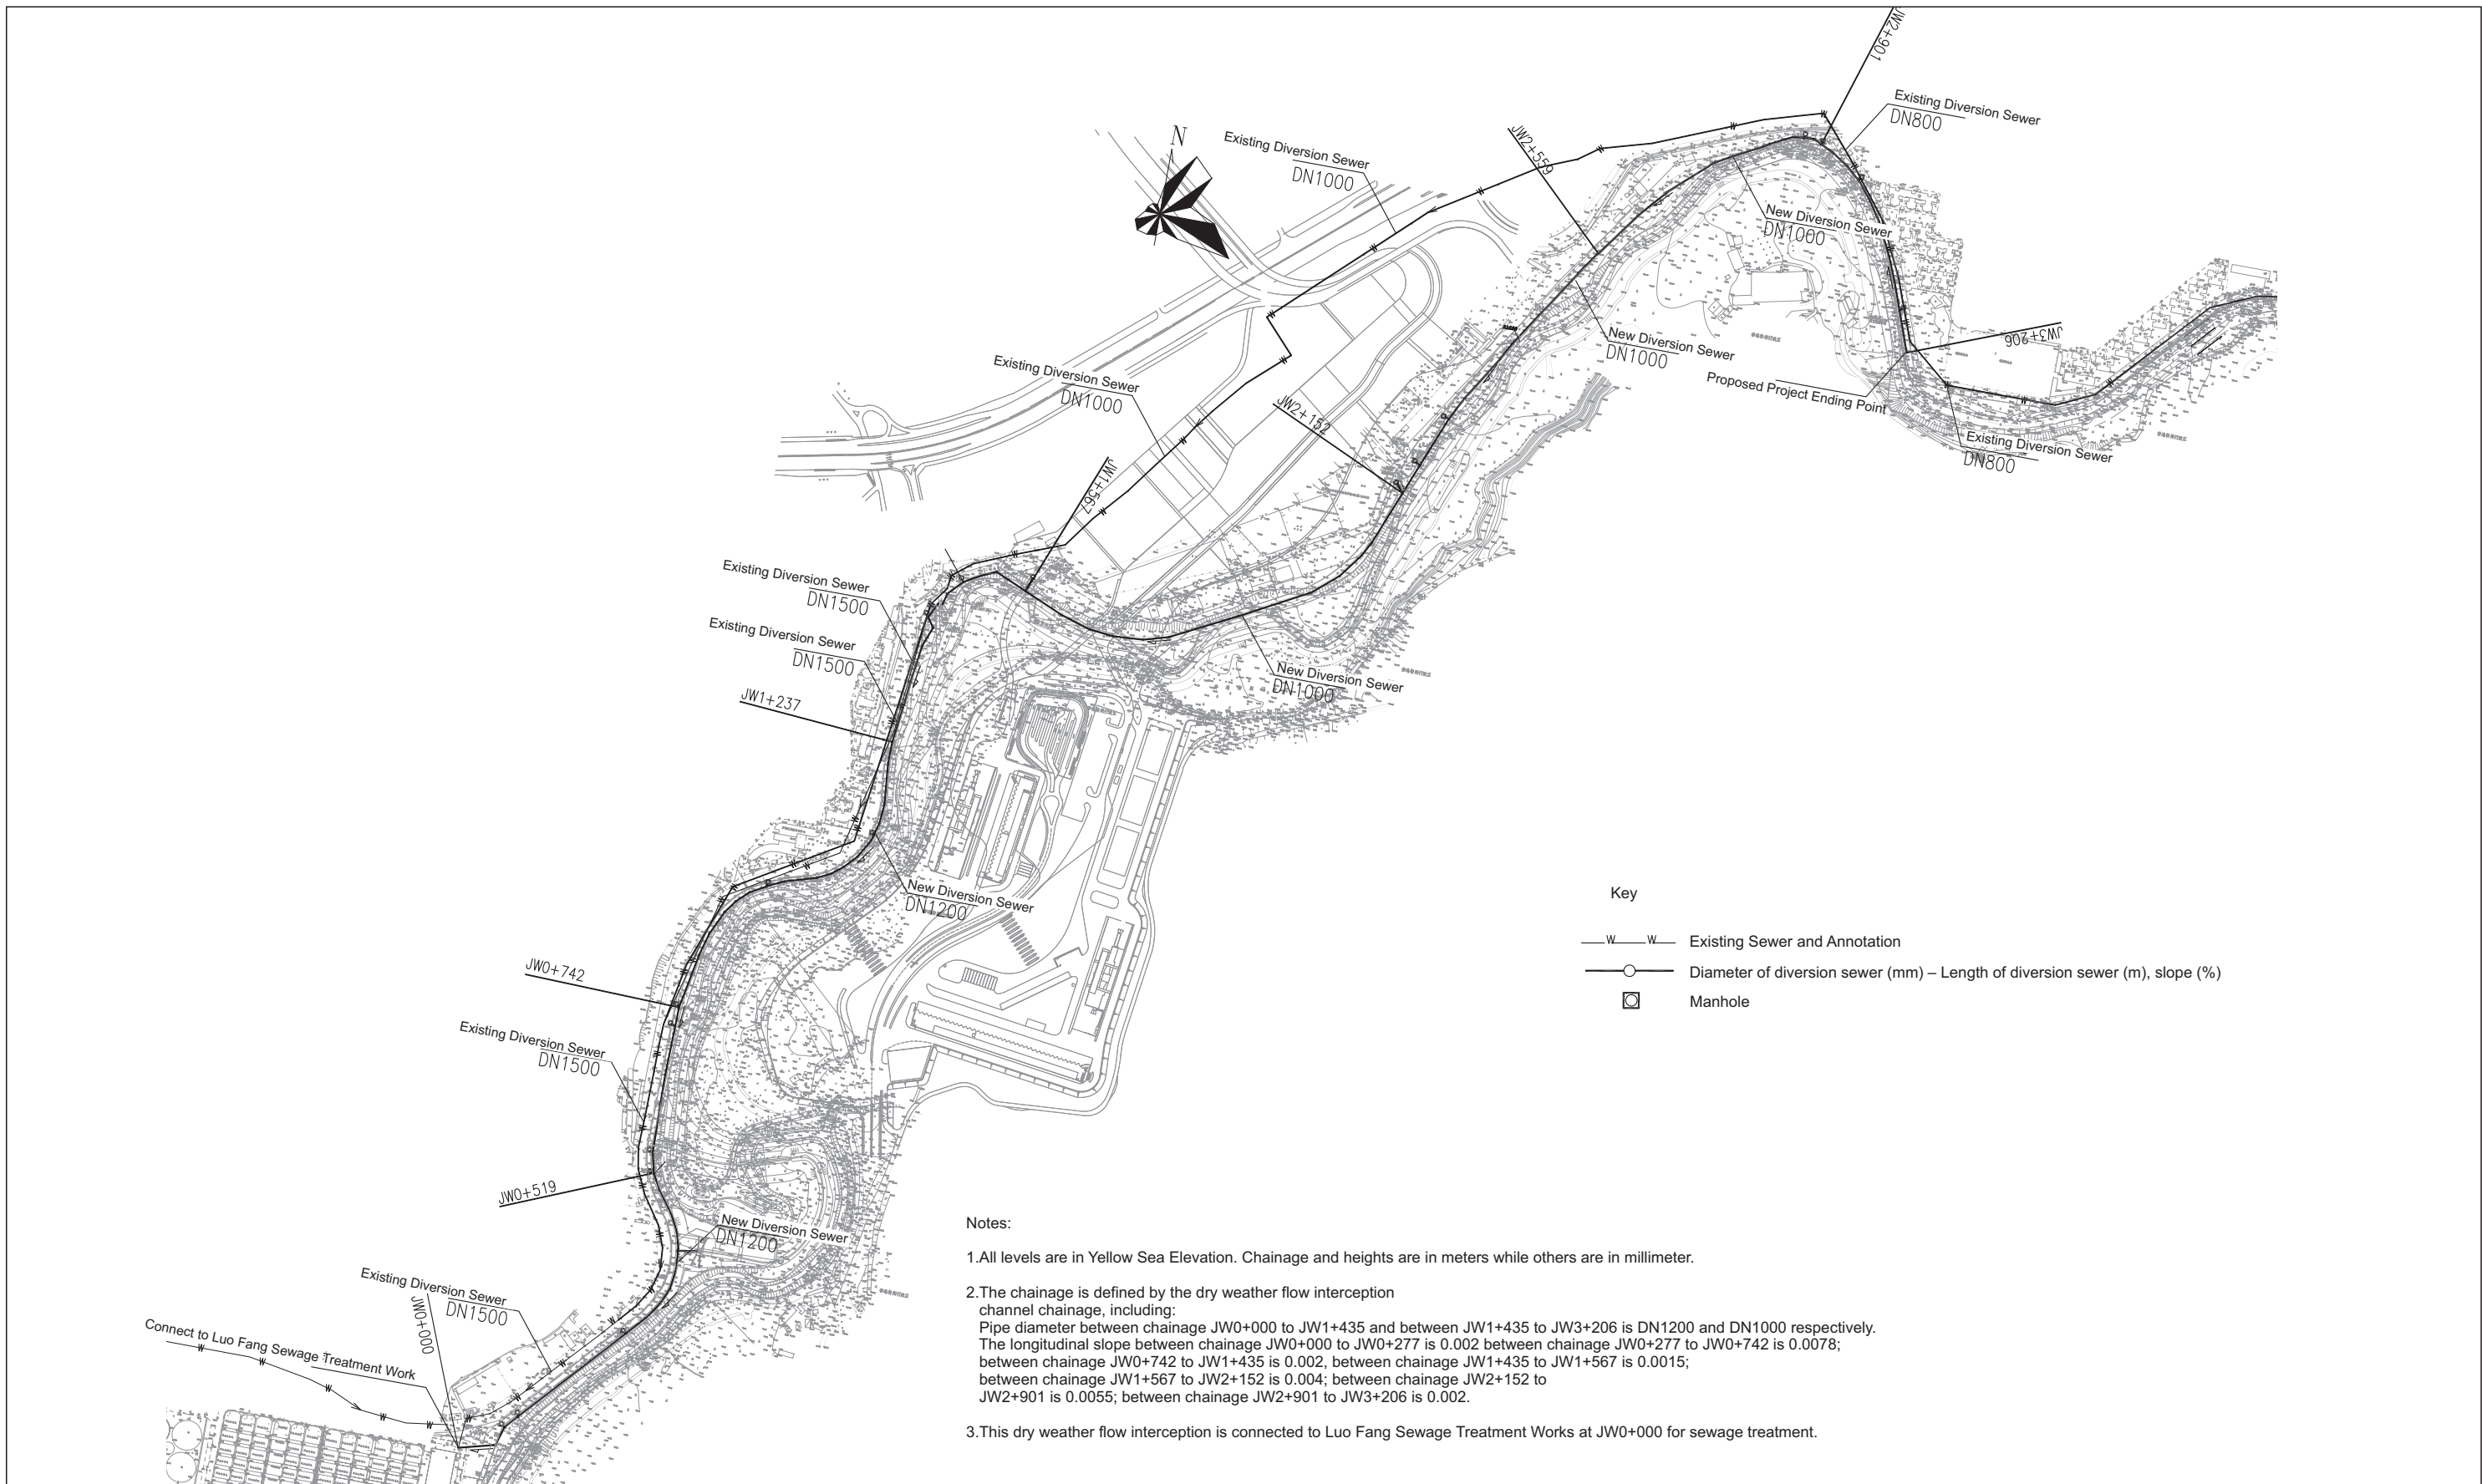 JW2+901
Existing Diversion Sewer
DN800
N
Existing Diversion Sewer
DN1000
JW2+559
New Diversion Sewer
DN1000
New Diversion Sewer
DN1000
JW3+206
Proposed Project Ending Point
Existing Diversion Sewer
DN800
Existing Diversion Sewer
DN1000
JW2+152
JW1+567
Existing Diversion Sewer
DN1500
Existing Diversion Sewer
DN1500
JW1+237
New Diversion Sewer
DN1000
New Diversion Sewer
DN1200
JW0+742
Existing Diversion Sewer
DN1500
JW0+519
New Diversion Sewer
DN1200
Existing Diversion Sewer
DN1500
JW0+000
Connect to Luo Fang Sewage Treatment Work
Key
W W Existing Sewer and Annotation
Diameter of diversion sewer (mm) – Length of diversion sewer (m), slope (%)
Manhole
Notes:
1.All levels are in Yellow Sea Elevation. Chainage and heights are in meters while others are in millimeter.
2.The chainage is defined by the dry weather flow interception
channel chainage, including:
Pipe diameter between chainage JW0+000 to JW1+435 and between JW1+435 to JW3+206 is DN1200 and DN1000 respectively.
The longitudinal slope between chainage JW0+000 to JW0+277 is 0.002 between chainage JW0+277 to JW0+742 is 0.0078;
between chainage JW0+742 to JW1+435 is 0.002, between chainage JW1+435 to JW1+567 is 0.0015;
between chainage JW1+567 to JW2+152 is 0.004; between chainage JW2+152 to
JW2+901 is 0.0055; between chainage JW2+901 to JW3+206 is 0.002.
3.This dry weather flow interception is connected to Luo Fang Sewage Treatment Works at JW0+000 for sewage treatment.